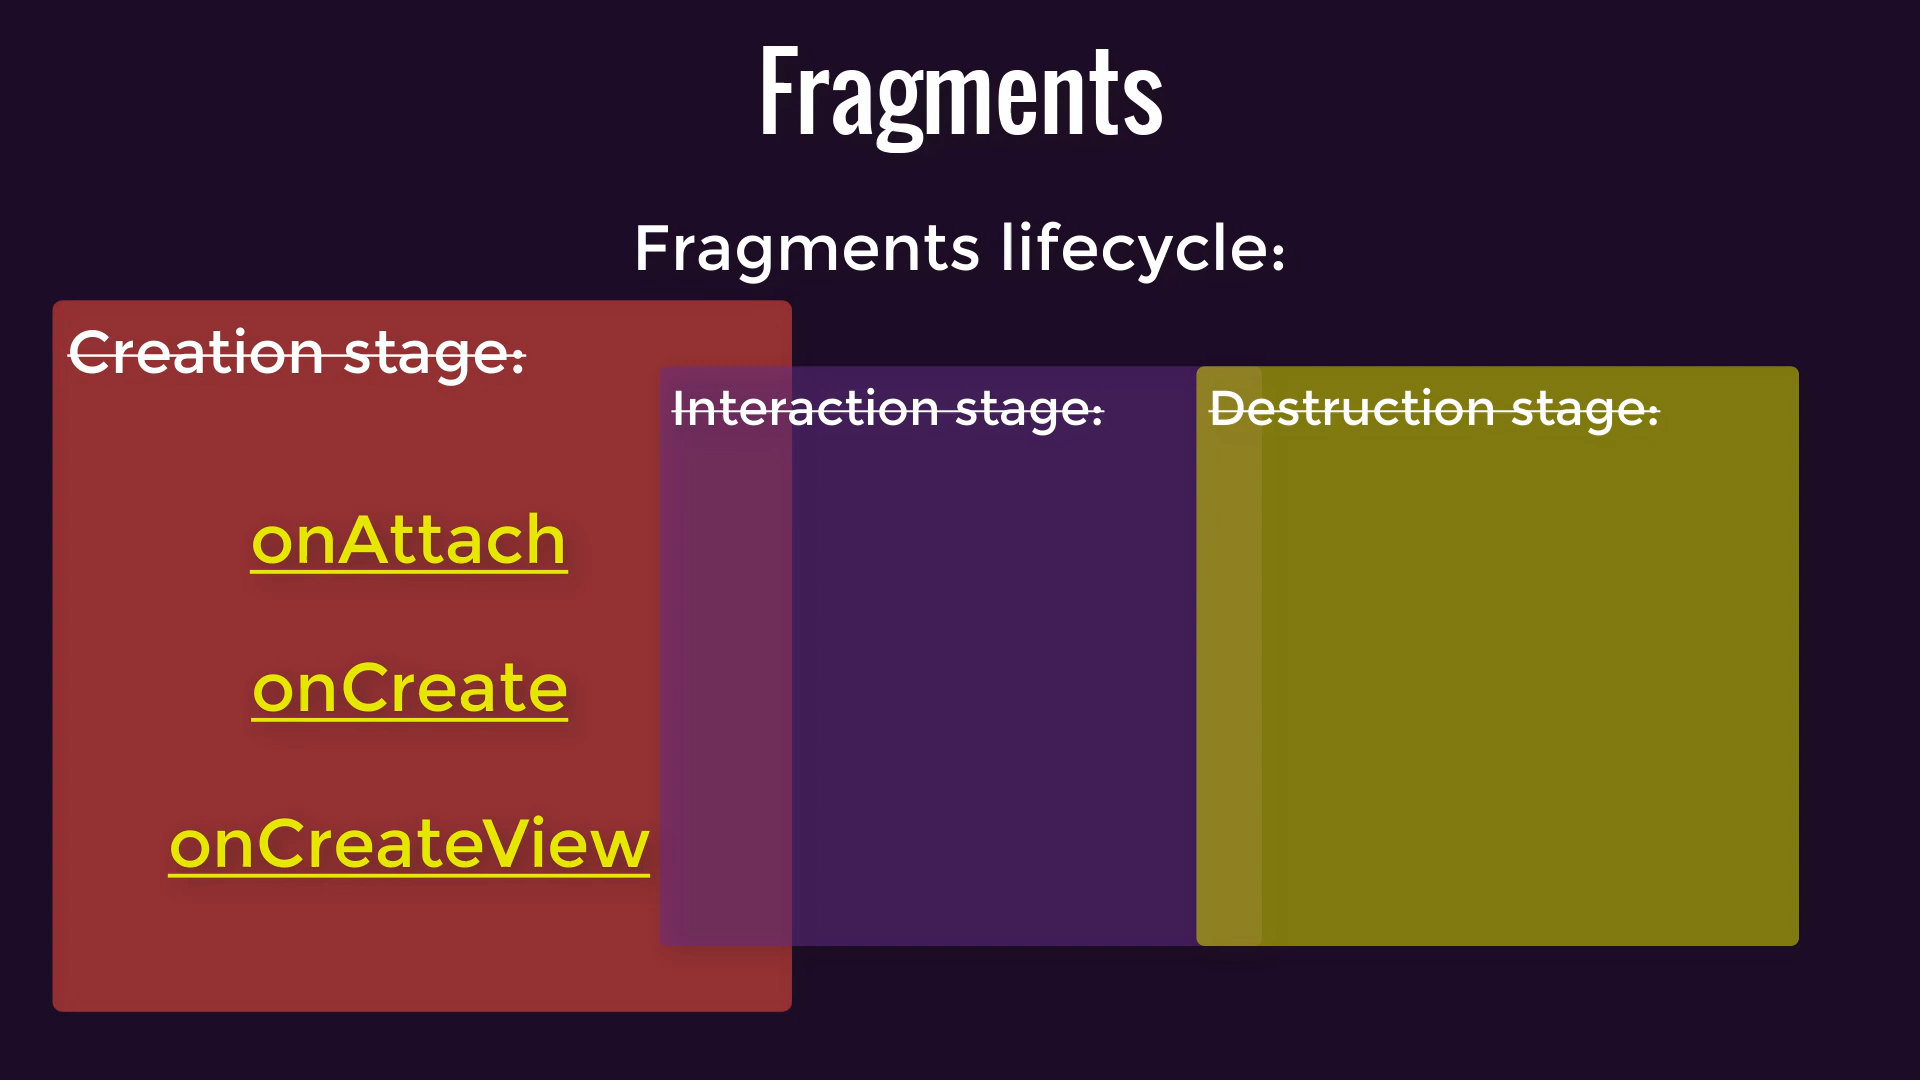 Fragments
Fragments lifecycle:
Creation stage:
Interaction stage:
Destruction stage:
onAttach
onCreate
onCreateView